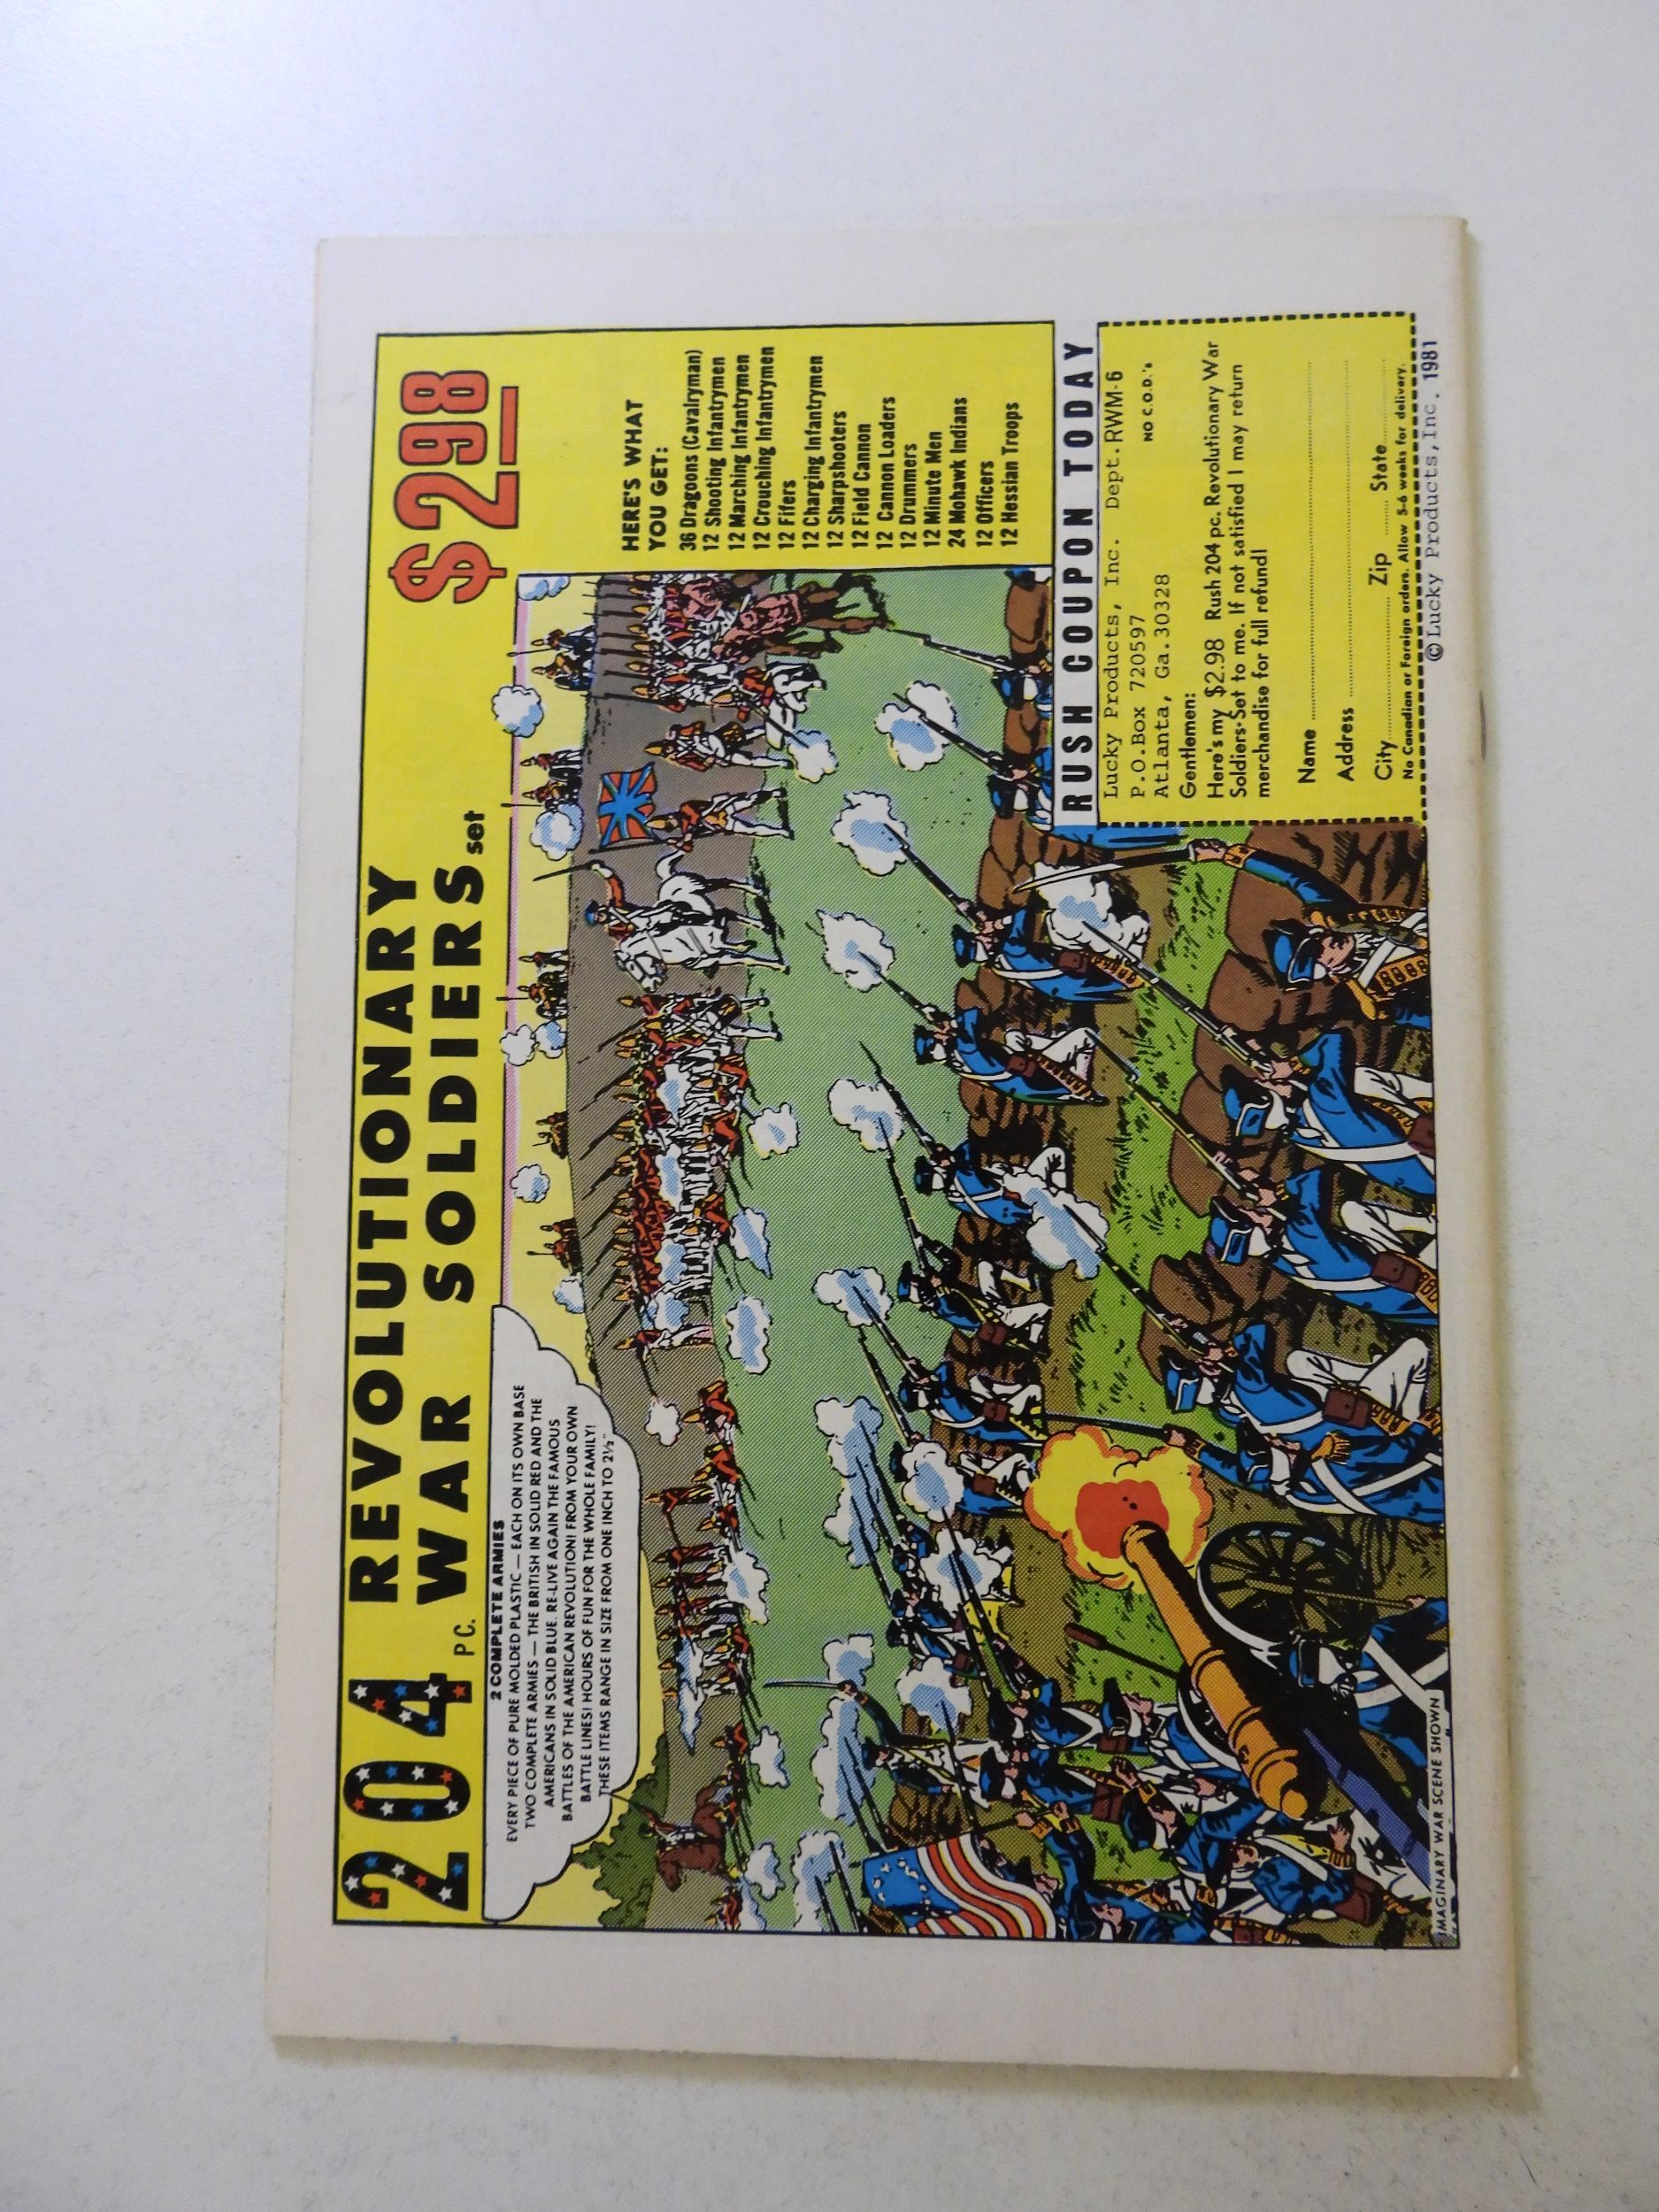 204 PC. REVOLUTIONARY
WAR SOLDIERS set
$2.98
2 COMPLETE ARMIES
EVERY PIECE OF PURE MOLDED PLASTIC — EACH ON ITS OWN BASE
TWO COMPLETE ARMIES — THE BRITISH IN SOLID RED AND THE
AMERICANS IN SOLID BLUE. RE-LIVE AGAIN THE FAMOUS
BATTLES OF THE AMERICAN REVOLUTION! FROM YOUR OWN
BATTLE LINES! HOURS OF FUN FOR THE WHOLE FAMILY!
THESE ITEMS RANGE IN SIZE FROM ONE INCH TO 2½"
HERE'S WHAT
YOU GET:
36 Dragoons (Cavalryman)
12 Shooting Infantrymen
12 Marching Infantrymen
12 Crouching Infantrymen
12 Fifers
12 Charging Infantrymen
12 Sharpshooters
12 Field Cannon
12 Cannon Loaders
12 Drummers
12 Minute Men
24 Mohawk Indians
12 Officers
12 Hessian Troops
RUSH COUPON TODAY
Lucky Products, Inc. Dept. RWM-6
P.O.Box 720597
NO C.O.D.'s
Atlanta, Ga. 30328
Gentlemen:
Here's my $2.98 Rush 204 pc. Revolutionary War
Soldiers Set to me. If not satisfied I may return
merchandise for full refund!
Name
Address
City Zip State
No Canadian or Foreign orders. Allow 5-6 weeks for delivery.
IMAGINARY WAR SCENE SHOWN
© Lucky Products, Inc. 1981